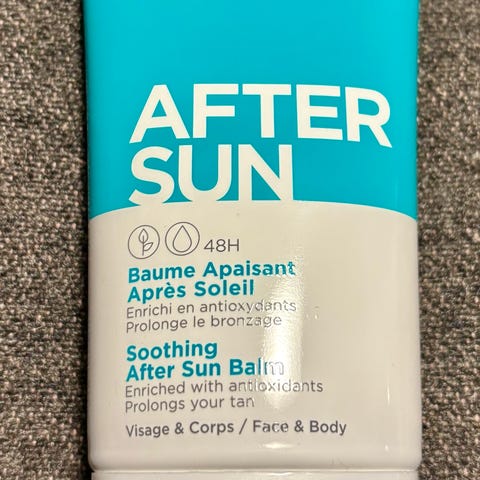 AFTER
SUN
48H
Baume Apaisant
Après Soleil
Enrichi en antioxydants
Prolonge le bronzage
Soothing
After Sun Balm
Enriched with antioxidants
Prolongs your tan
Visage & Corps / Face & Body